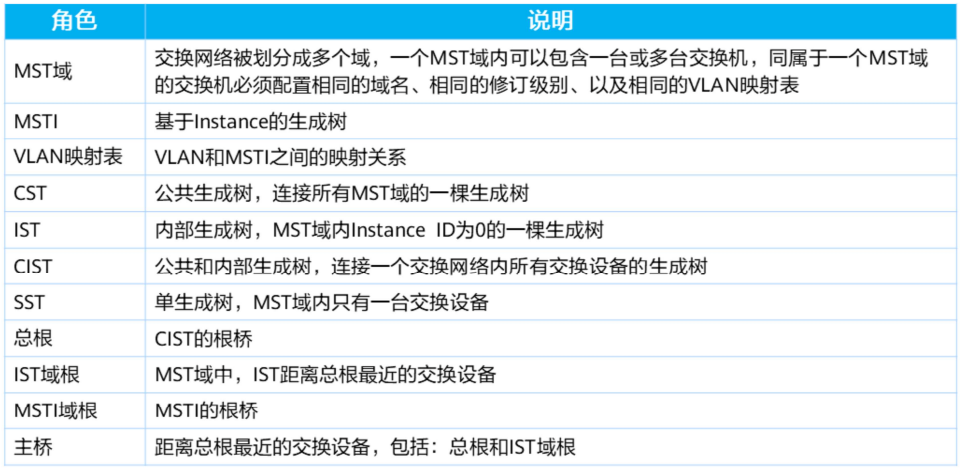 角色 说明
MST域 交换网络被划分成多个域，一个MST域内可以包含一台或多台交换机，同属于一个MST域
的交换机必须配置相同的域名、相同的修订级别、以及相同的VLAN映射表
MSTI 基于Instance的生成树
VLAN映射表 VLAN和MSTI之间的映射关系
CST 公共生成树，连接所有MST域的一棵生成树
IST 内部生成树，MST域内Instance ID为0的一棵生成树
CIST 公共和内部生成树，连接一个交换网络内所有交换设备的生成树
SST 单生成树，MST域内只有一台交换设备
总根 CIST的根桥
IST域根 MST域中，IST距离总根最近的交换设备
MSTI域根 MSTI的根桥
主桥 距离总根最近的交换设备，包括：总根和IST域根